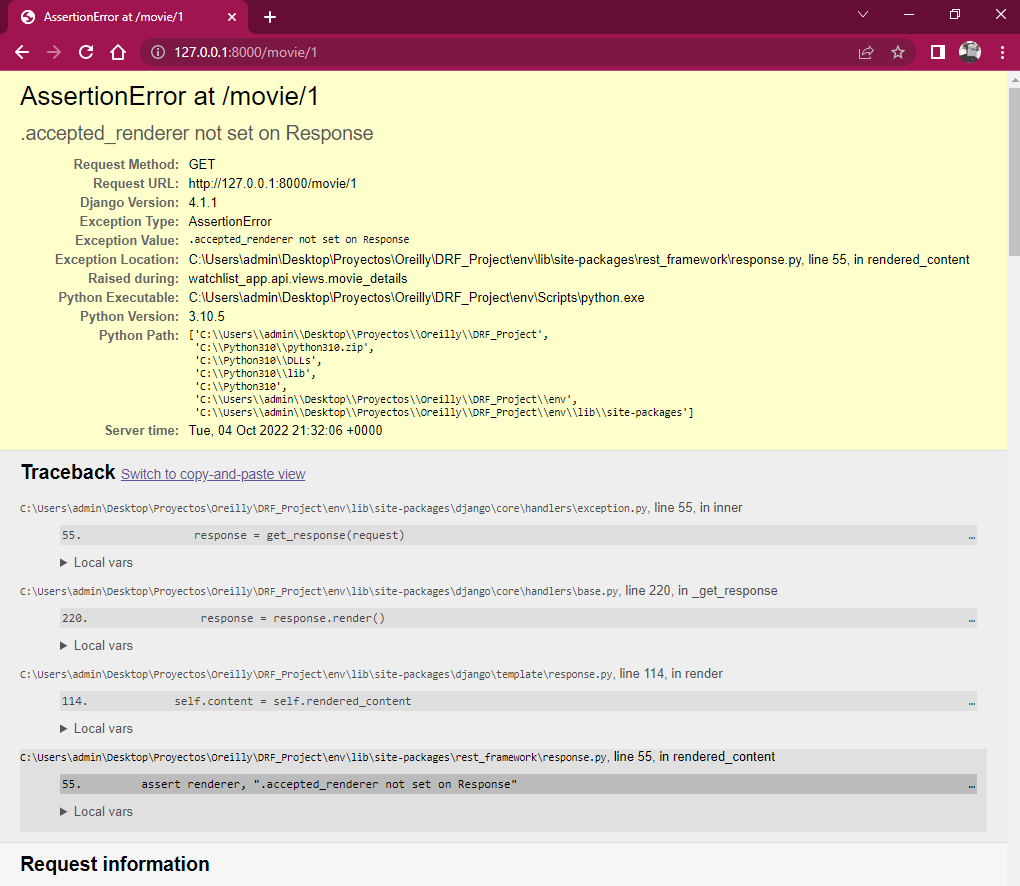 AssertionError at /movie/1
127.0.0.1:8000/movie/1
AssertionError at /movie/1
.accepted_renderer not set on Response
Request Method: GET
Request URL: http://127.0.0.1:8000/movie/1
Django Version: 4.1.1
Exception Type: AssertionError
Exception Value: .accepted_renderer not set on Response
Exception Location: C:\Users\admin\Desktop\Proyectos\Oreilly\DRF_Project\env\lib\site-packages\rest_framework\response.py, line 55, in rendered_content
Raised during: watchlist_app.api.views.movie_details
Python Executable: C:\Users\admin\Desktop\Proyectos\Oreilly\DRF_Project\env\Scripts\python.exe
Python Version: 3.10.5
Python Path: ['C:\\Users\\admin\\Desktop\\Proyectos\\Oreilly\\DRF_Project',
'C:\\Python310\\python310.zip',
'C:\\Python310\\DLLs',
'C:\\Python310\\lib',
'C:\\Python310',
'C:\\Users\\admin\\Desktop\\Proyectos\\Oreilly\\DRF_Project\\env',
'C:\\Users\\admin\\Desktop\\Proyectos\\Oreilly\\DRF_Project\\env\\lib\\site-packages']
Server time: Tue, 04 Oct 2022 21:32:06 +0000
Traceback Switch to copy-and-paste view
C:\Users\admin\Desktop\Proyectos\Oreilly\DRF_Project\env\lib\site-packages\django\core\handlers\exception.py, line 55, in inner
55. response = get_response(request) …
▶ Local vars
C:\Users\admin\Desktop\Proyectos\Oreilly\DRF_Project\env\lib\site-packages\django\core\handlers\base.py, line 220, in _get_response
220. response = response.render() …
▶ Local vars
C:\Users\admin\Desktop\Proyectos\Oreilly\DRF_Project\env\lib\site-packages\django\template\response.py, line 114, in render
114. self.content = self.rendered_content …
▶ Local vars
C:\Users\admin\Desktop\Proyectos\Oreilly\DRF_Project\env\lib\site-packages\rest_framework\response.py, line 55, in rendered_content
55. assert renderer, ".accepted_renderer not set on Response" …
▶ Local vars
Request information